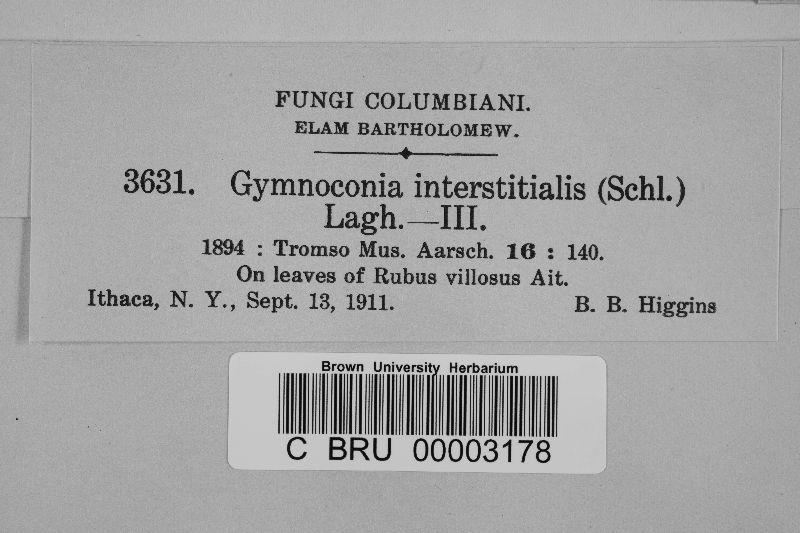 FUNGI COLUMBIANI.
ELAM BARTHOLOMEW.
3631. Gymnoconia interstitialis (Schl.)
Lagh.—III.
1894 : Tromso Mus. Aarsch. 16 : 140.
On leaves of Rubus villosus Ait.
Ithaca, N. Y., Sept. 13, 1911. B. B. Higgins
Brown University Herbarium
C BRU 00003178